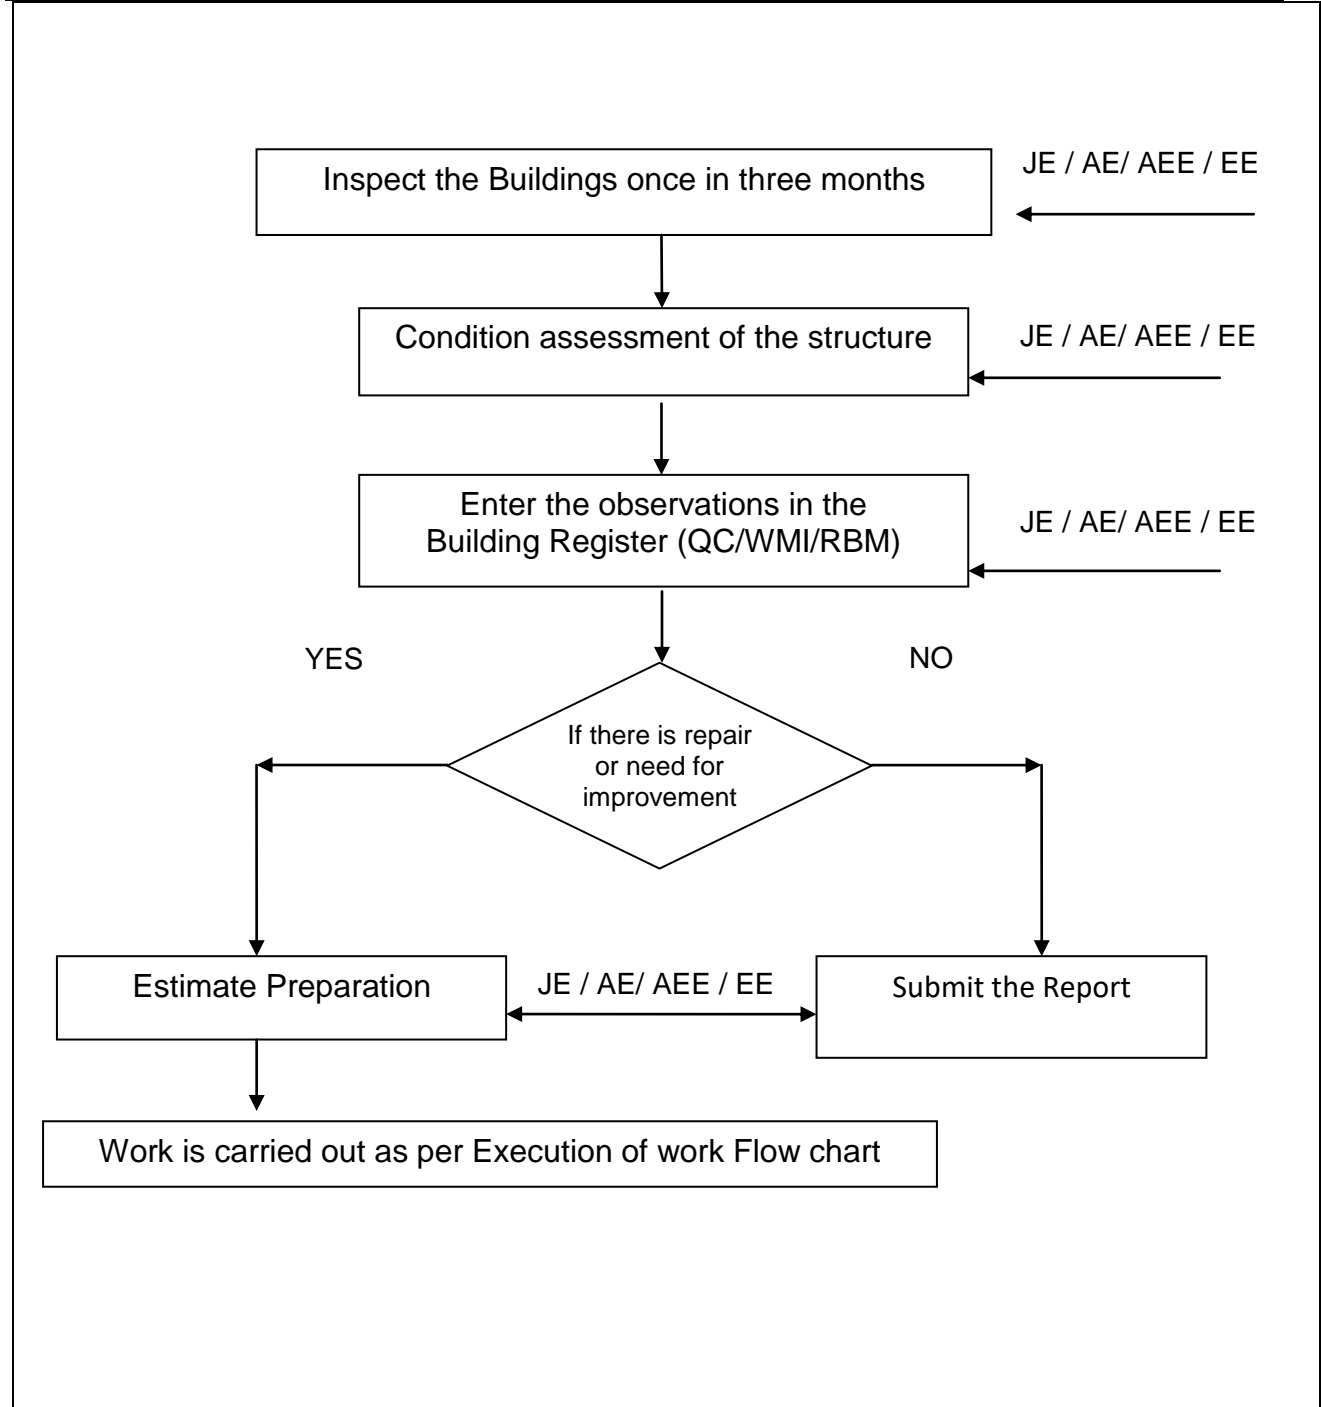 Inspect the Buildings once in three months
JE / AE/ AEE / EE
Condition assessment of the structure
JE / AE/ AEE / EE
Enter the observations in the
Building Register (QC/WMI/RBM)
JE / AE/ AEE / EE
YES
NO
If there is repair
or need for
improvement
Estimate Preparation
JE / AE/ AEE / EE
Submit the Report
Work is carried out as per Execution of work Flow chart